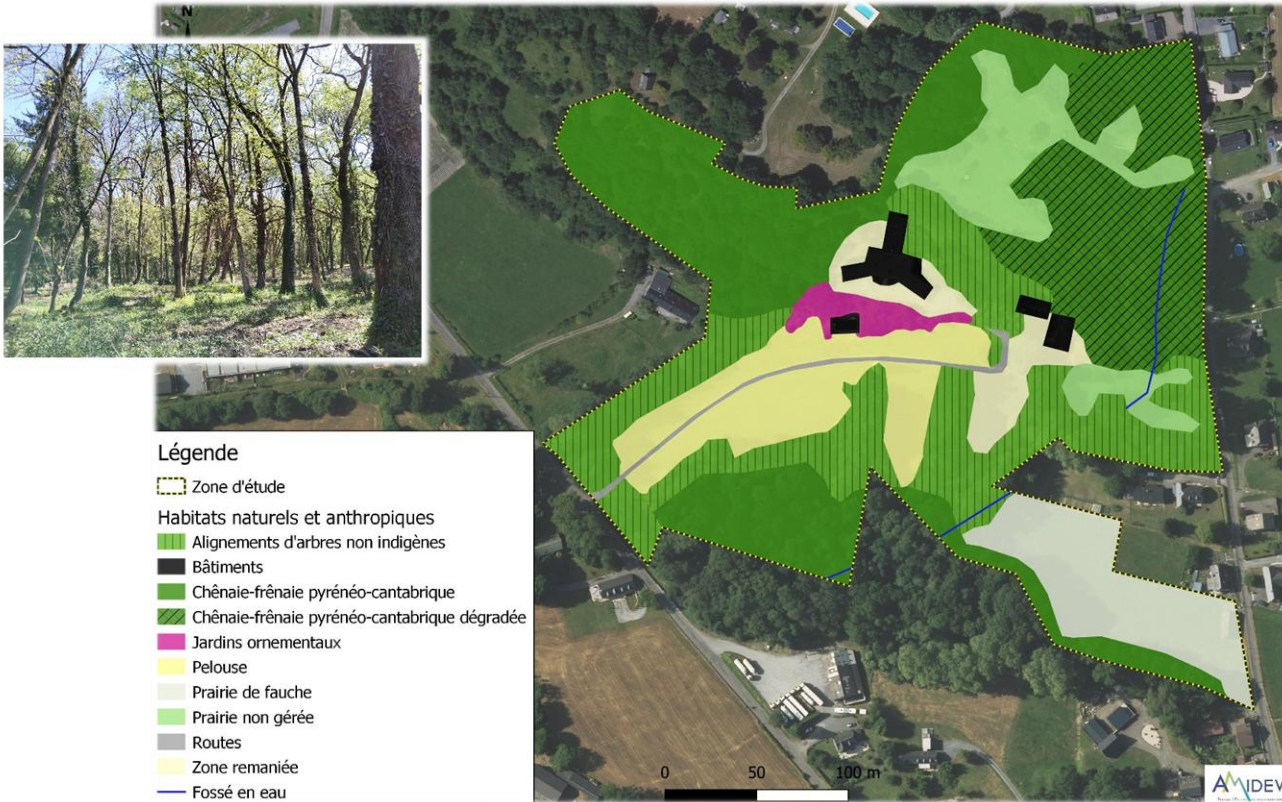 N
Légende
Zone d'étude
Habitats naturels et anthropiques
Alignements d'arbres non indigènes
Bâtiments
Chênaie-frênaie pyrénéo-cantabrique
Chênaie-frênaie pyrénéo-cantabrique dégradée
Jardins ornementaux
Pelouse
Prairie de fauche
Prairie non gérée
Routes
Zone remaniée
Fossé en eau
0 50 100 m
AMIDEV